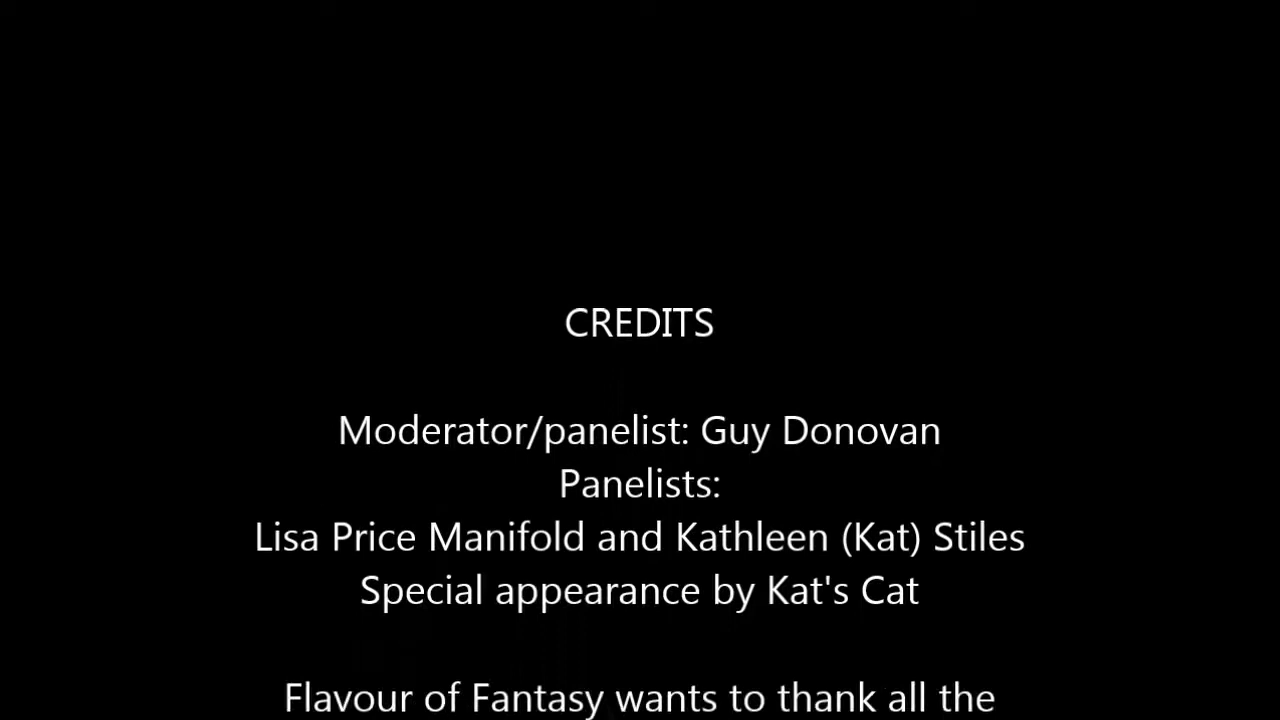 CREDITS
Moderator/panelist: Guy Donovan
Panelists:
Lisa Price Manifold and Kathleen (Kat) Stiles
Special appearance by Kat's Cat
Flavour of Fantasy wants to thank all the